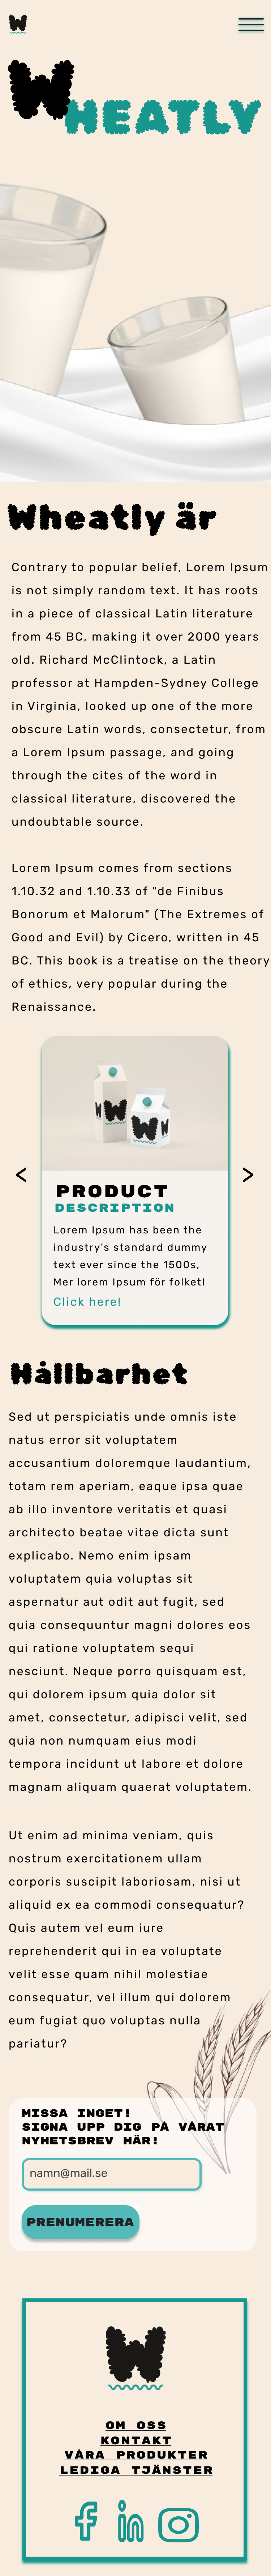 W
WHEATLY
Wheatly är
Contrary to popular belief, Lorem Ipsum
is not simply random text. It has roots
in a piece of classical Latin literature
from 45 BC, making it over 2000 years
old. Richard McClintock, a Latin
professor at Hampden-Sydney College
in Virginia, looked up one of the more
obscure Latin words, consectetur, from
a Lorem Ipsum passage, and going
through the cites of the word in
classical literature, discovered the
undoubtable source.
Lorem Ipsum comes from sections
1.10.32 and 1.10.33 of "de Finibus
Bonorum et Malorum" (The Extremes of
Good and Evil) by Cicero, written in 45
BC. This book is a treatise on the theory
of ethics, very popular during the
Renaissance.
W W
< >
PRODUCT
DESCRIPTION
Lorem Ipsum has been the
industry's standard dummy
text ever since the 1500s,
Mer lorem Ipsum för folket!
Click here!
Hållbarhet
Sed ut perspiciatis unde omnis iste
natus error sit voluptatem
accusantium doloremque laudantium,
totam rem aperiam, eaque ipsa quae
ab illo inventore veritatis et quasi
architecto beatae vitae dicta sunt
explicabo. Nemo enim ipsam
voluptatem quia voluptas sit
aspernatur aut odit aut fugit, sed
quia consequuntur magni dolores eos
qui ratione voluptatem sequi
nesciunt. Neque porro quisquam est,
qui dolorem ipsum quia dolor sit
amet, consectetur, adipisci velit, sed
quia non numquam eius modi
tempora incidunt ut labore et dolore
magnam aliquam quaerat voluptatem.
Ut enim ad minima veniam, quis
nostrum exercitationem ullam
corporis suscipit laboriosam, nisi ut
aliquid ex ea commodi consequatur?
Quis autem vel eum iure
reprehenderit qui in ea voluptate
velit esse quam nihil molestiae
consequatur, vel illum qui dolorem
eum fugiat quo voluptas nulla
pariatur?
MISSA INGET!
SIGNA UPP DIG PÅ VÅRAT
NYHETSBREV HÄR!
namn@mail.se
PRENUMERERA
W
OM OSS
KONTAKT
VÅRA PRODUKTER
LEDIGA TJÄNSTER
f in